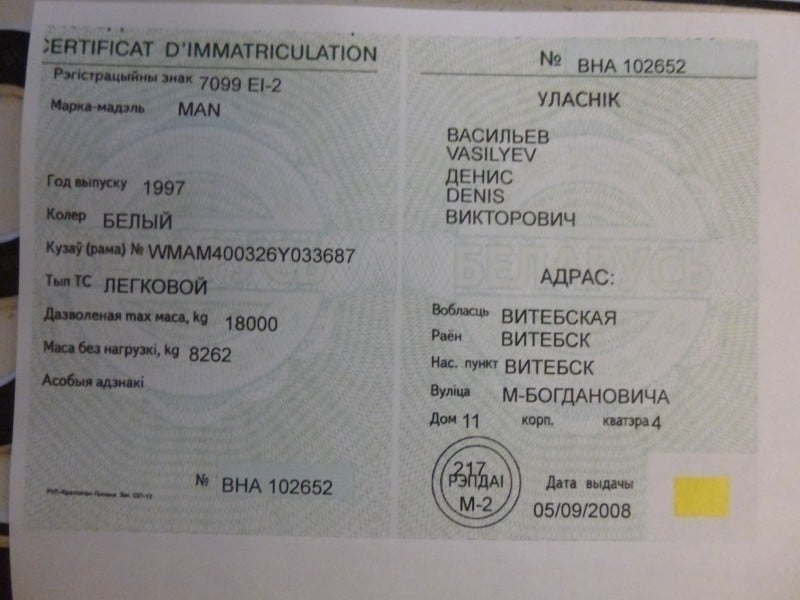 CERTIFICAT D'IMMATRICULATION
Рэгістрацыйны знак 7099 EI-2
Марка-мадэль MAN
Год выпуску 1997
Колер БЕЛЫЙ
Кузаў (рама) № WMAM400326Y033687
Тып ТС ЛЕГКОВОЙ
Дазволеная max маса, kg 18000
Маса без нагрузкі, kg 8262
Асобыя адзнакі
№ ВНА 102652
№ ВНА 102652
УЛАСНІК
ВАСИЛЬЕВ
VASILYEV
ДЕНИС
DENIS
ВИКТОРОВИЧ
БЕЛАРУСЬ
АДРАС:
Вобласць ВИТЕБСКАЯ
Раён ВИТЕБСК
Нас. пункт ВИТЕБСК
Вуліца М-БОГДАНОВИЧА
Дом 11 корп. кватэра 4
217
РЭПДАІ
М-2
Дата выдачы
05/09/2008